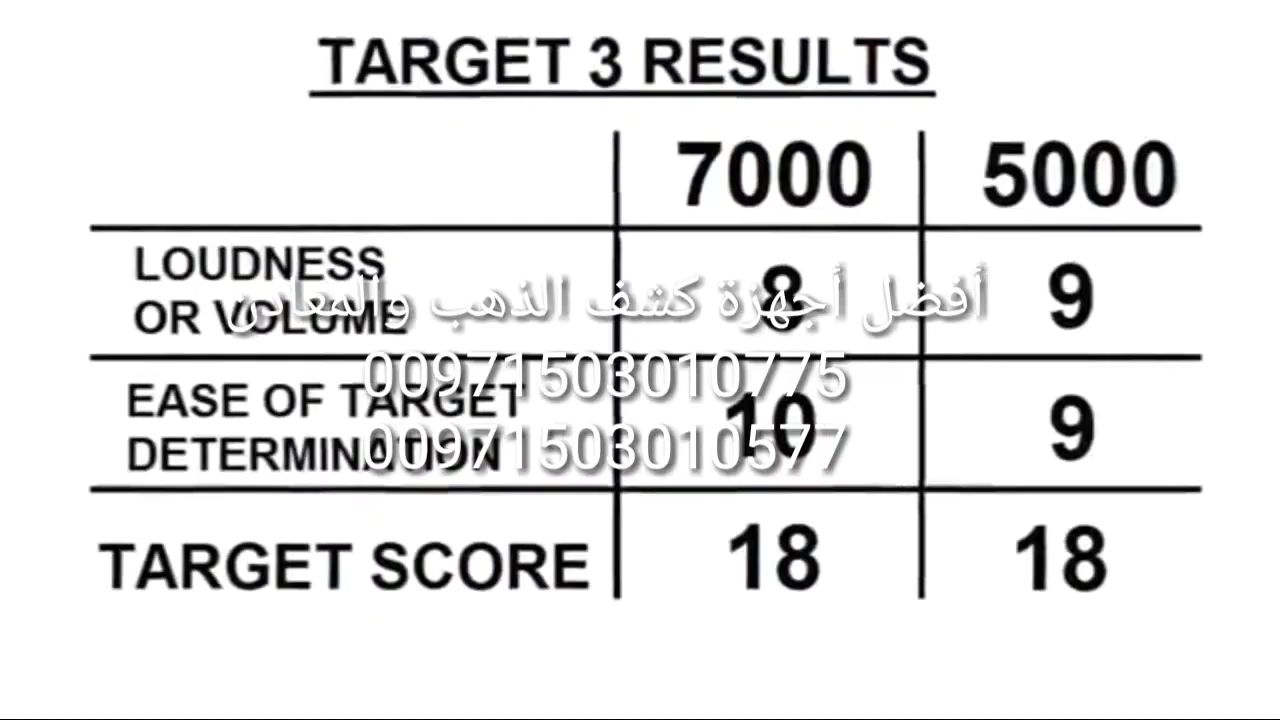 TARGET 3 RESULTS
7000 5000
LOUDNESS
OR VOLUME 8 9
أفضل أجهزة كشف الذهب والمعادن
00971503010775
EASE OF TARGET
DETERMINATION 10 9
00971503010577
TARGET SCORE 18 18